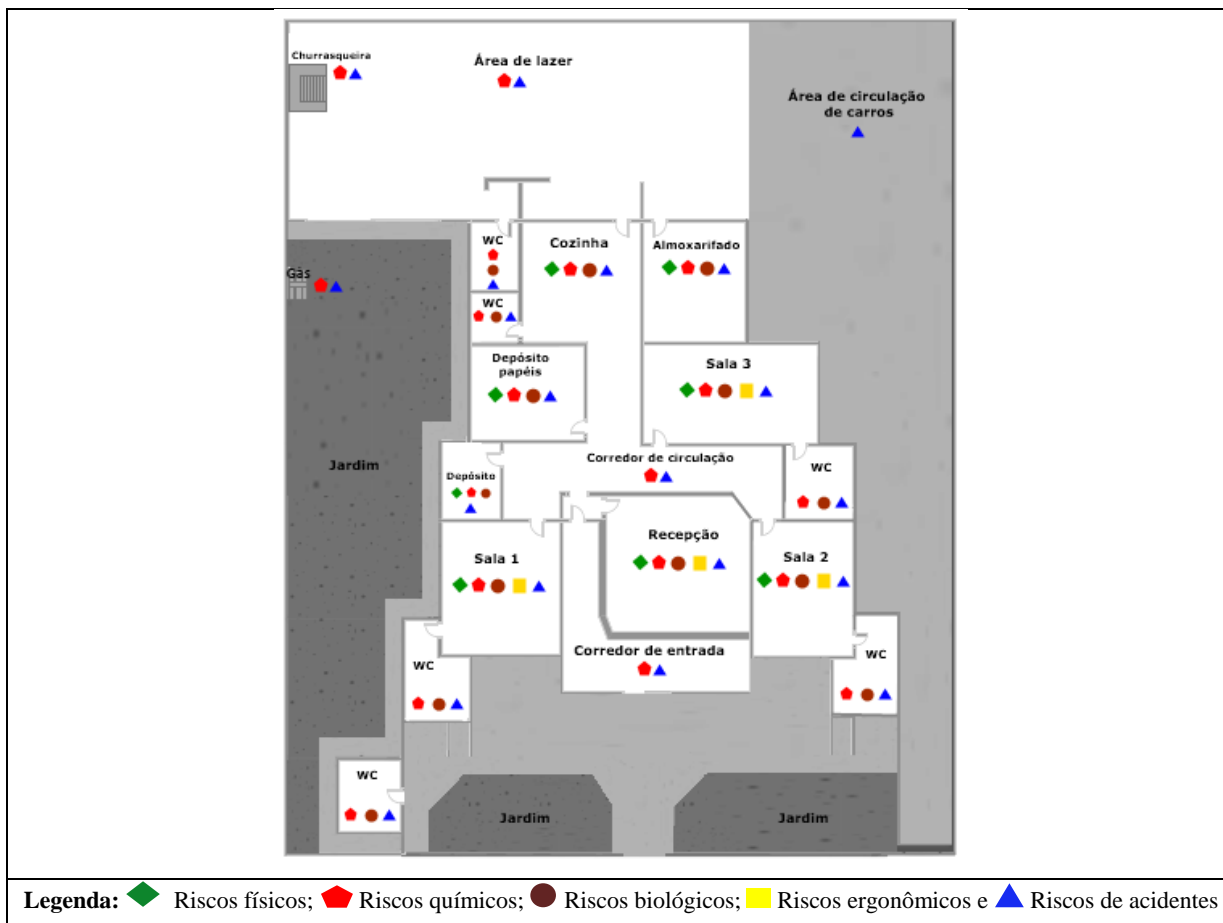 Churrasqueira
Área de lazer
Área de circulação
de carros
WC
Cozinha
Almoxarifado
Gás
WC
Depósito
papéis
Sala 3
Jardim
Corredor de circulação
WC
Depósito
Recepção
Sala 1
Sala 2
Corredor de entrada
WC
WC
WC
Jardim
Jardim
Legenda: Riscos físicos; Riscos químicos; Riscos biológicos; Riscos ergonômicos e Riscos de acidentes